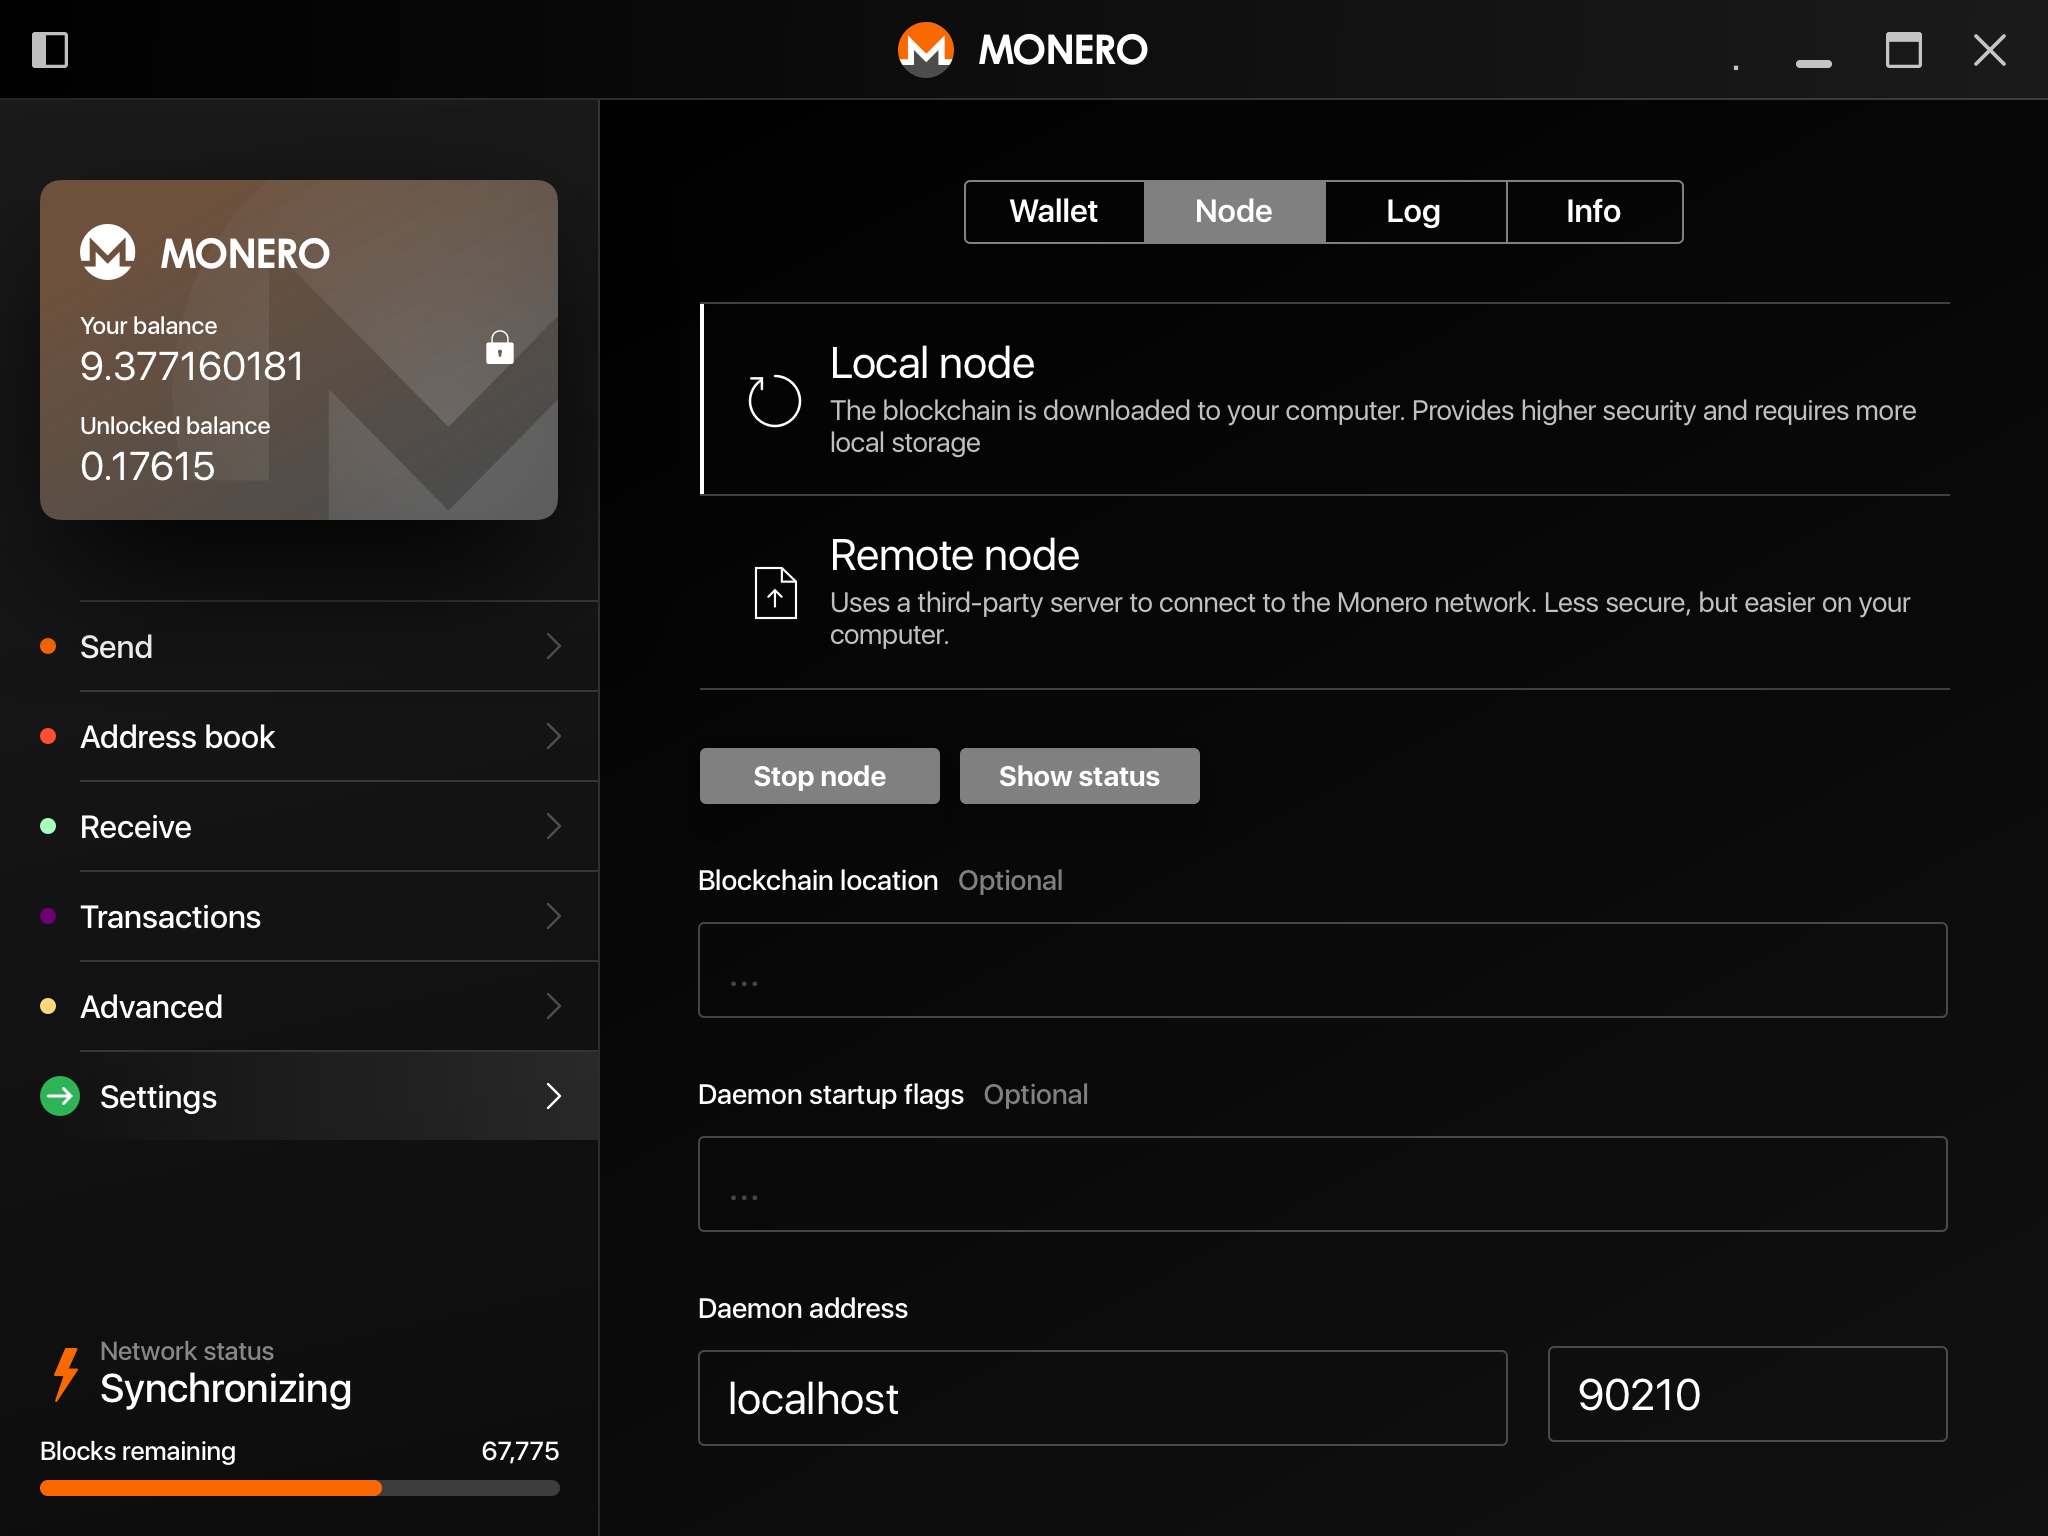 MONERO
MONERO
Your balance
9.377160181
Unlocked balance
0.17615
Send
Address book
Receive
Transactions
Advanced
Settings
Network status
Synchronizing
Blocks remaining 67,775
Wallet Node Log Info
Local node
The blockchain is downloaded to your computer. Provides higher security and requires more
local storage
Remote node
Uses a third-party server to connect to the Monero network. Less secure, but easier on your
computer.
Stop node Show status
Blockchain location Optional
...
Daemon startup flags Optional
...
Daemon address
localhost 90210